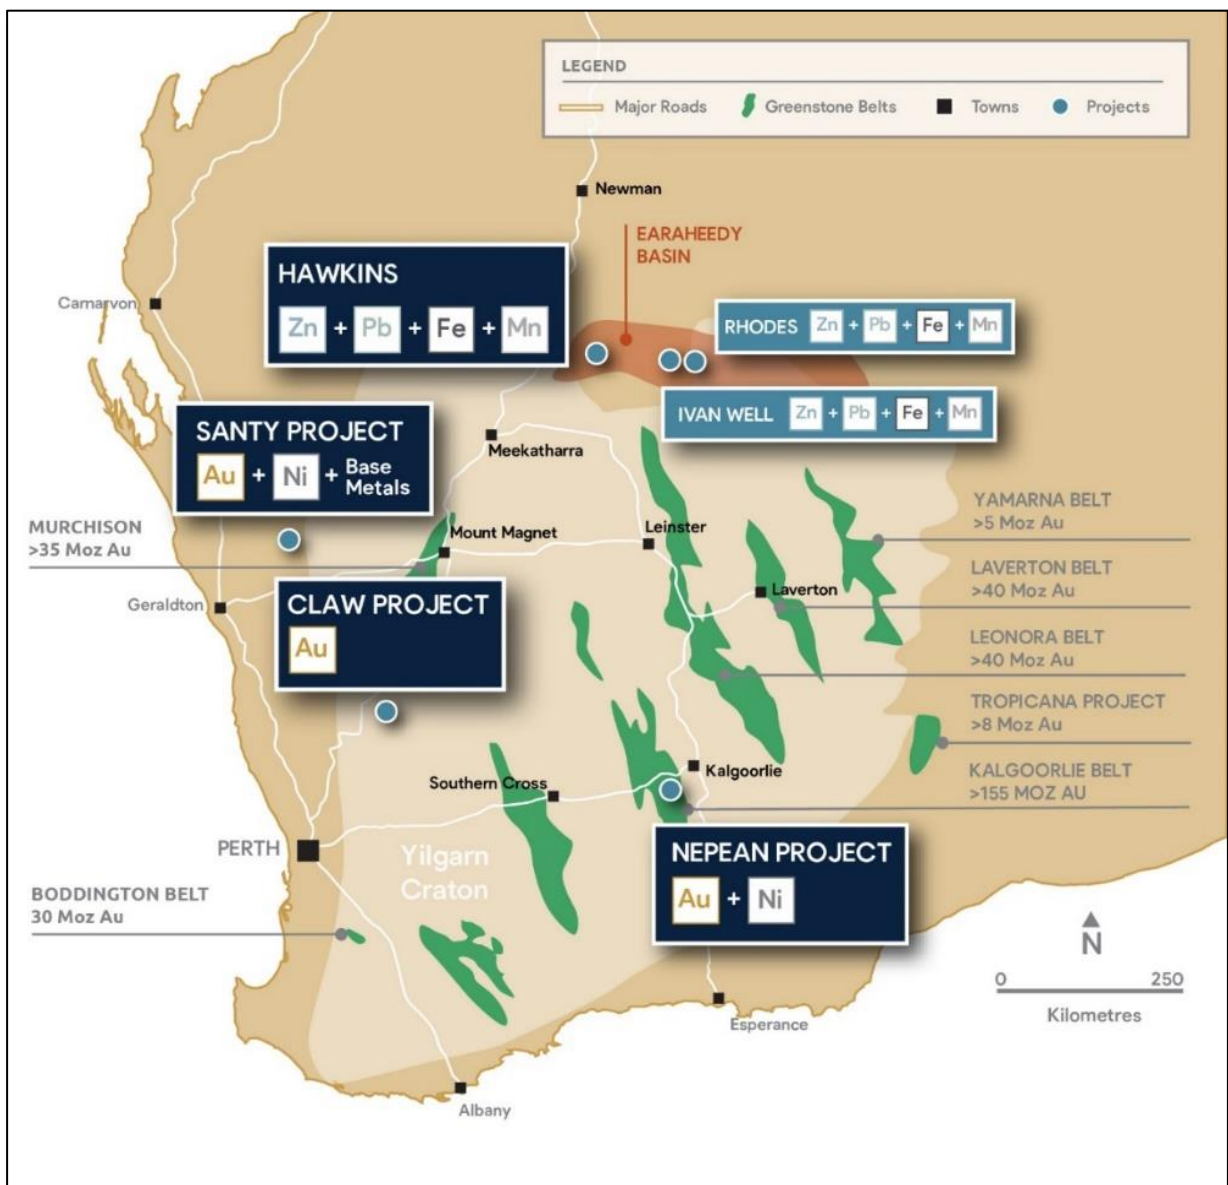 LEGEND
Major Roads Greenstone Belts Towns Projects
Newman
EARAHEEDY
BASIN
HAWKINS
Zn + Pb + Fe + Mn
Carnarvon
RHODES Zn + Pb + Fe + Mn
IVAN WELL Zn + Pb + Fe + Mn
SANTY PROJECT
Au + Ni + Base
Metals
Meekatharra
MURCHISON
>35 Moz Au
Mount Magnet
Leinster
YAMARNA BELT
>5 Moz Au
Geraldton
CLAW PROJECT
Au
Laverton
LAVERTON BELT
>40 Moz Au
LEONORA BELT
>40 Moz Au
TROPICANA PROJECT
>8 Moz Au
Kalgoorlie
KALGOORLIE BELT
>155 MOZ AU
Southern Cross
PERTH
Yilgarn
Craton
NEPEAN PROJECT
Au + Ni
BODDINGTON BELT
30 Moz Au
N
0 250
Kilometres
Esperance
Albany